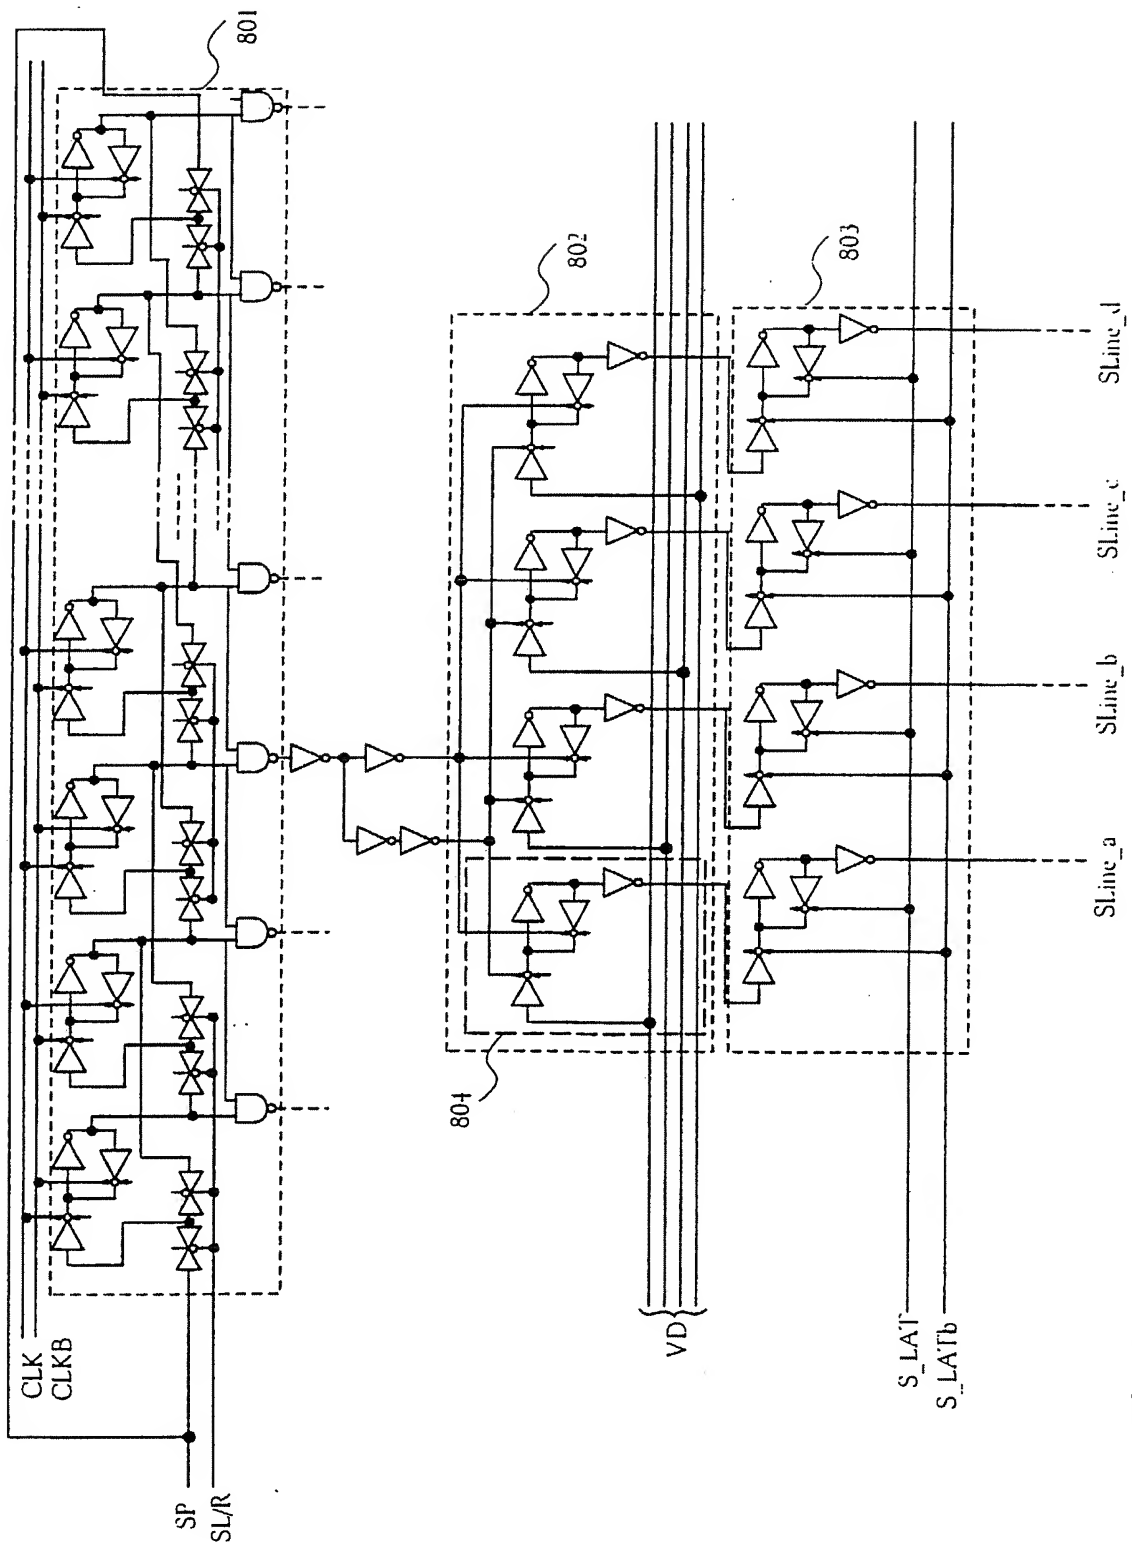 801
CLK
CLKB
SP
SL/R
802
804
VD
803
S_LAT
S_LATb
SLine_a
SLine_b
SLine_c
SLine_d